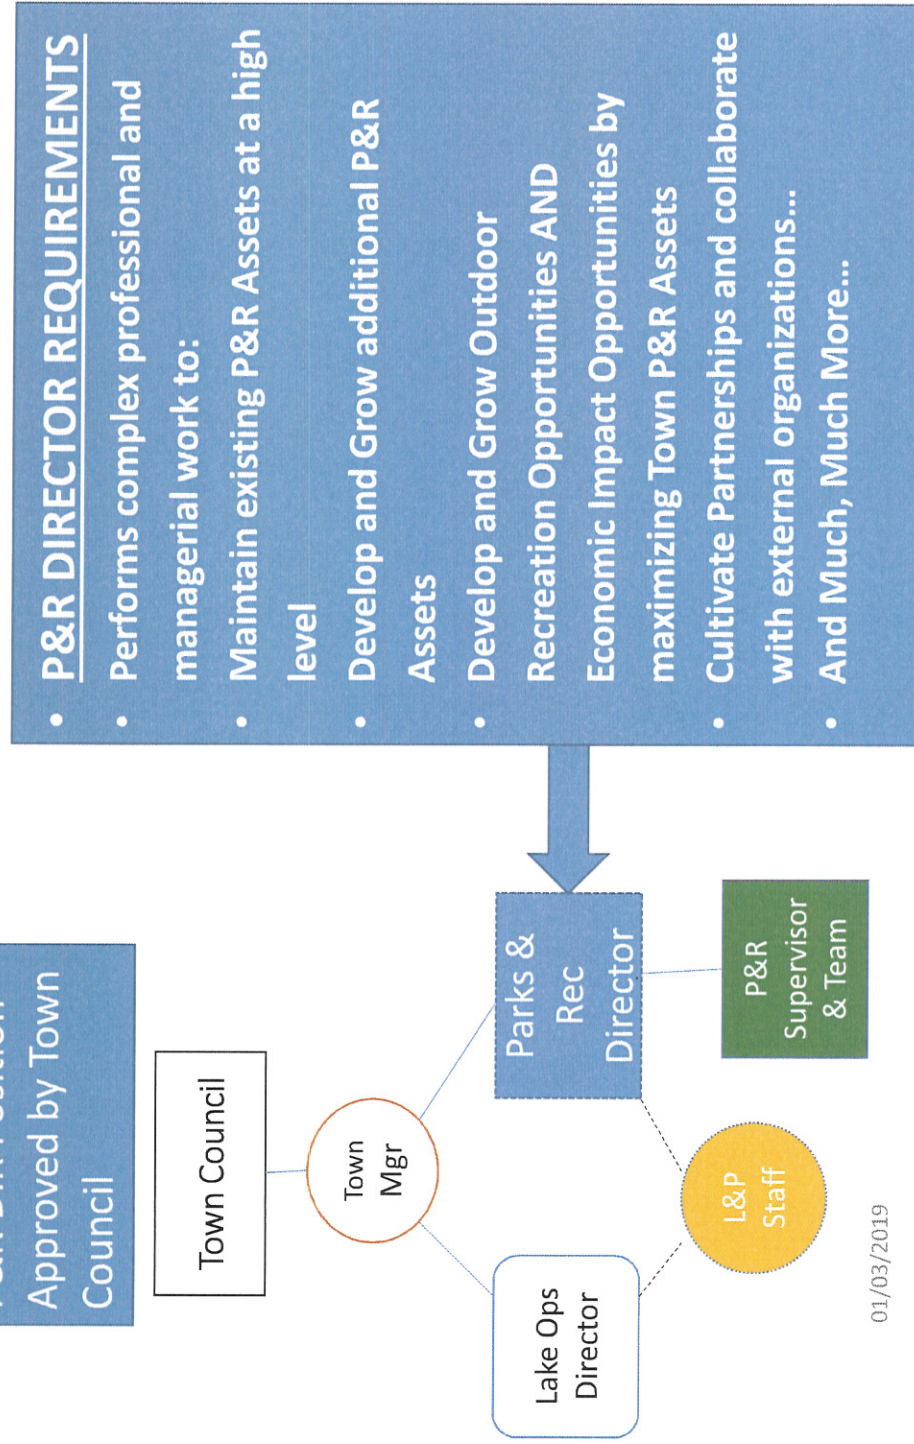 Approved by Town
Council
Town Council
Town
Mgr
Lake Ops
Director
Parks &
Rec
Director
L&P
Staff
P&R
Supervisor
& Team
01/03/2019
• P&R DIRECTOR REQUIREMENTS
• Performs complex professional and
managerial work to:
• Maintain existing P&R Assets at a high
level
• Develop and Grow additional P&R
Assets
• Develop and Grow Outdoor
Recreation Opportunities AND
Economic Impact Opportunities by
maximizing Town P&R Assets
• Cultivate Partnerships and collaborate
with external organizations...
• And Much, Much More...